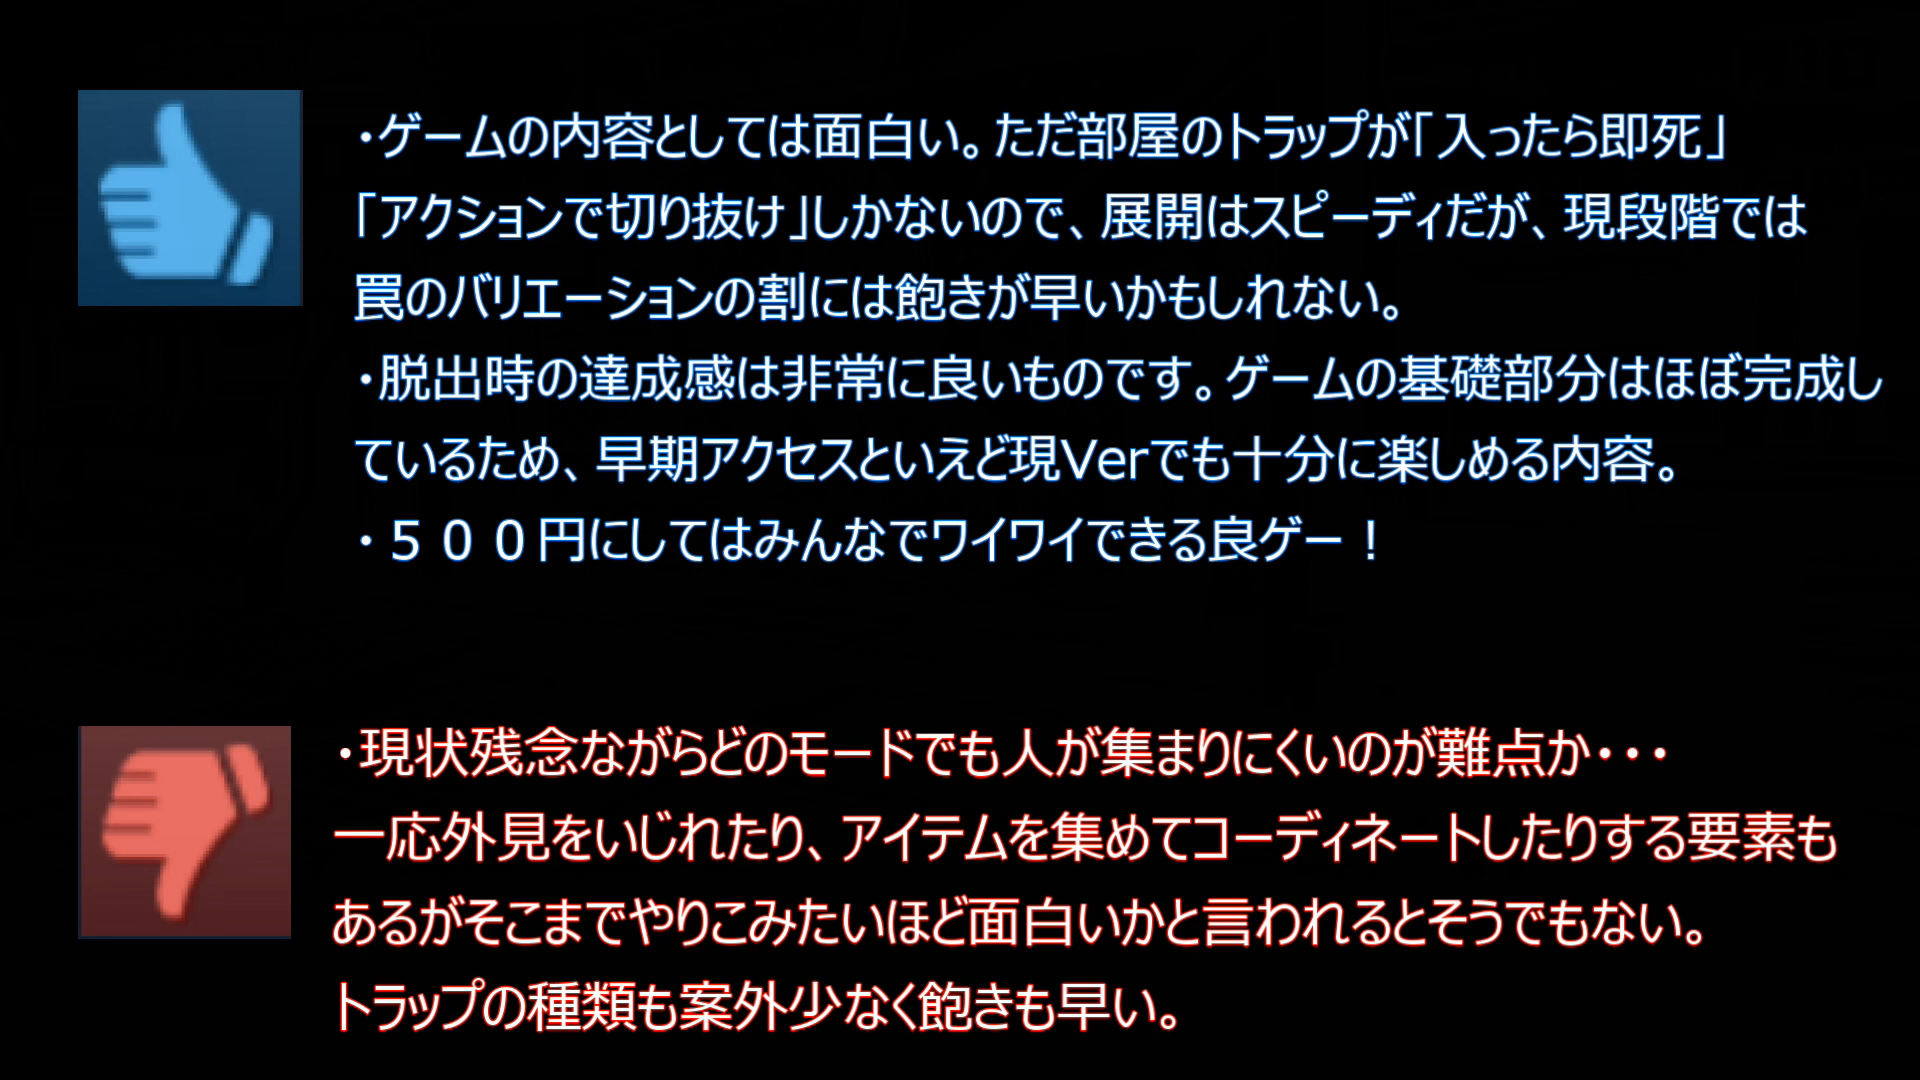 ・ゲームの内容としては面白い。ただ部屋のトラップが「入ったら即死」
「アクションで切り抜け」しかないので、展開はスピーディだが、現段階では
罠のバリエーションの割には飽きが早いかもしれない。
・脱出時の達成感は非常に良いものです。ゲームの基礎部分はほぼ完成し
ているため、早期アクセスといえど現Verでも十分に楽しめる内容。
・５００円にしてはみんなでワイワイできる良ゲー！
・現状残念ながらどのモードでも人が集まりにくいのが難点か・・・
一応外見をいじれたり、アイテムを集めてコーディネートしたりする要素も
あるがそこまでやりこみたいほど面白いかと言われるとそうでもない。
トラップの種類も案外少なく飽きも早い。